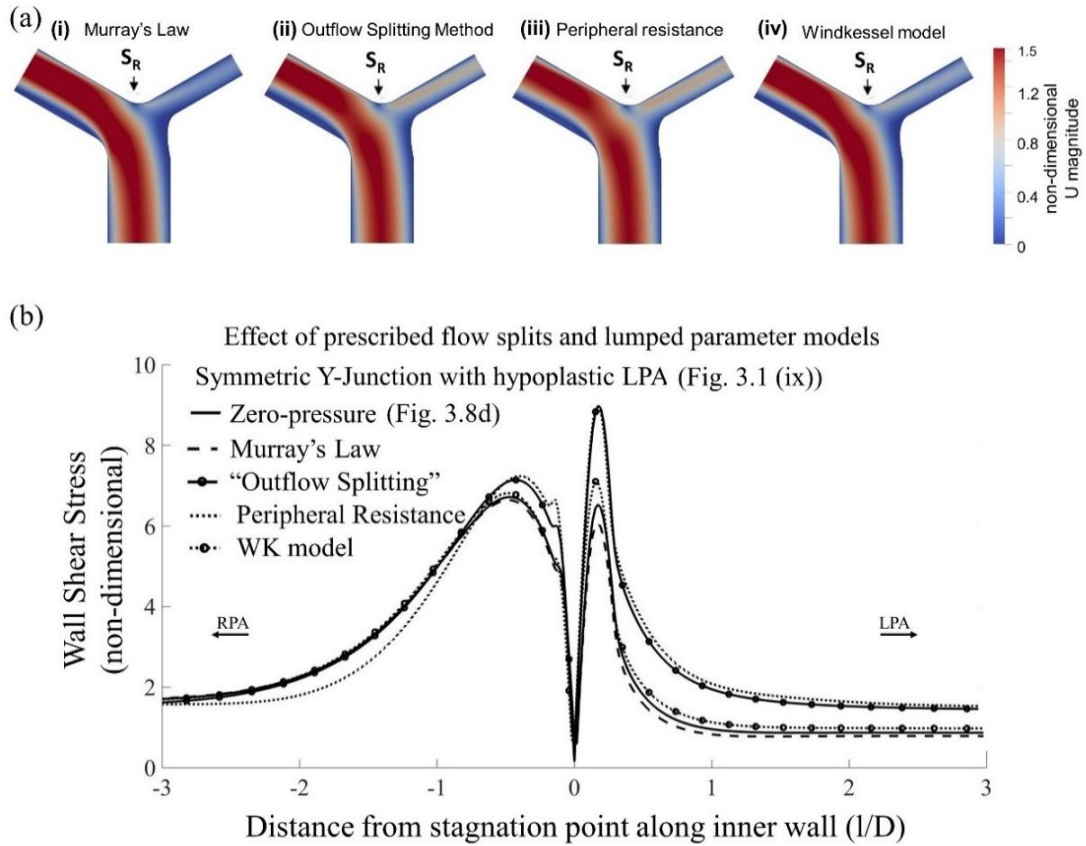 (a)
(i) Murray's Law
(ii) Outflow Splitting Method
(iii) Peripheral resistance
(iv) Windkessel model
S_R
S_R
S_R
S_R
1.5
1.2
0.8
0.4
0
non-dimensional
U magnitude
(b)
Effect of prescribed flow splits and lumped parameter models
Symmetric Y-Junction with hypoplastic LPA (Fig. 3.1 (ix))
Zero-pressure (Fig. 3.8d)
Murray's Law
“Outflow Splitting”
Peripheral Resistance
WK model
RPA
LPA
Wall Shear Stress
(non-dimensional)
10
8
6
4
2
0
-3 -2 -1 0 1 2 3
Distance from stagnation point along inner wall (l/D)